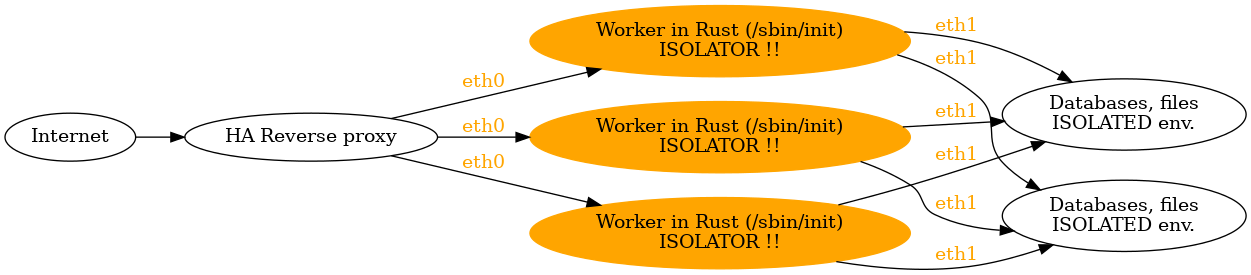 Internet
HA Reverse proxy
eth0
eth0
eth0
Worker in Rust (/sbin/init)
ISOLATOR !!
Worker in Rust (/sbin/init)
ISOLATOR !!
Worker in Rust (/sbin/init)
ISOLATOR !!
eth1
eth1
eth1
eth1
eth1
eth1
Databases, files
ISOLATED env.
Databases, files
ISOLATED env.